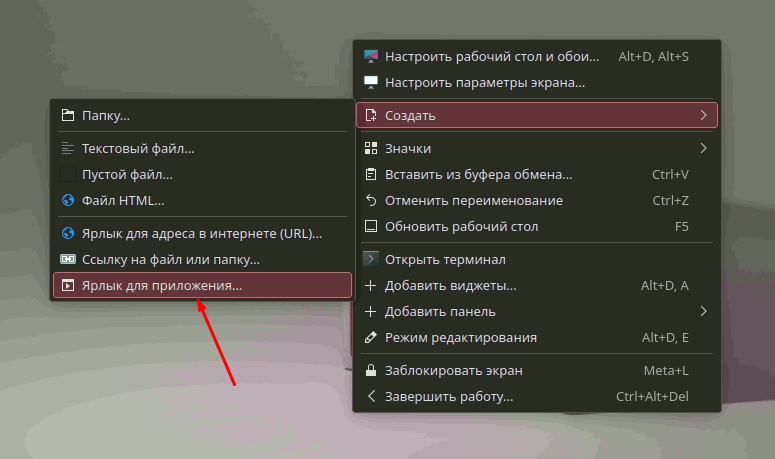 Настроить рабочий стол и обои... Alt+D, Alt+S
Настроить параметры экрана...
Создать
Значки
Вставить из буфера обмена... Ctrl+V
Отменить переименование Ctrl+Z
Обновить рабочий стол F5
Открыть терминал
Добавить виджеты... Alt+D, A
Добавить панель
Режим редактирования Alt+D, E
Заблокировать экран Meta+L
Завершить работу... Ctrl+Alt+Del
Папку...
Текстовый файл...
Пустой файл...
Файл HTML...
Ярлык для адреса в интернете (URL)...
Ссылку на файл или папку...
Ярлык для приложения...